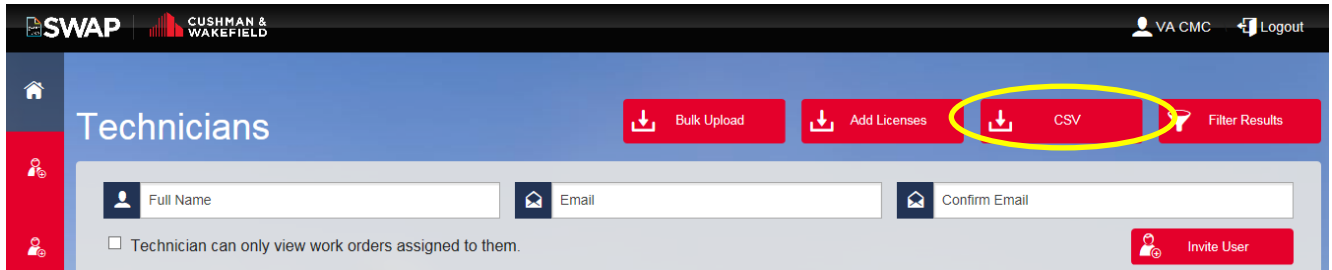 SWAP CUSHMAN & WAKEFIELD VA CMC Logout
Technicians Bulk Upload Add Licenses CSV Filter Results
Full Name Email Confirm Email
Technician can only view work orders assigned to them. Invite User